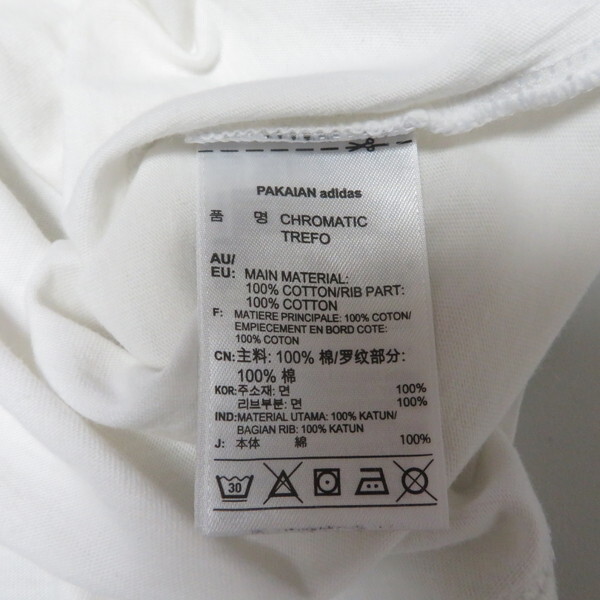 PAKAIAN adidas
품 명 CHROMATIC
TREFO
AU/
EU: MAIN MATERIAL:
100% COTTON/RIB PART:
100% COTTON
F: MATIERE PRINCIPALE: 100% COTON/
EMPIECEMENT EN BORD COTE:
100% COTON
CN:主料: 100% 棉/罗纹部分:
100% 棉
KOR:주소재: 면 100%
리브부분: 면 100%
IND:MATERIAL UTAMA: 100% KATUN/
BAGIAN RIB: 100% KATUN
J: 本体 綿 100%
30